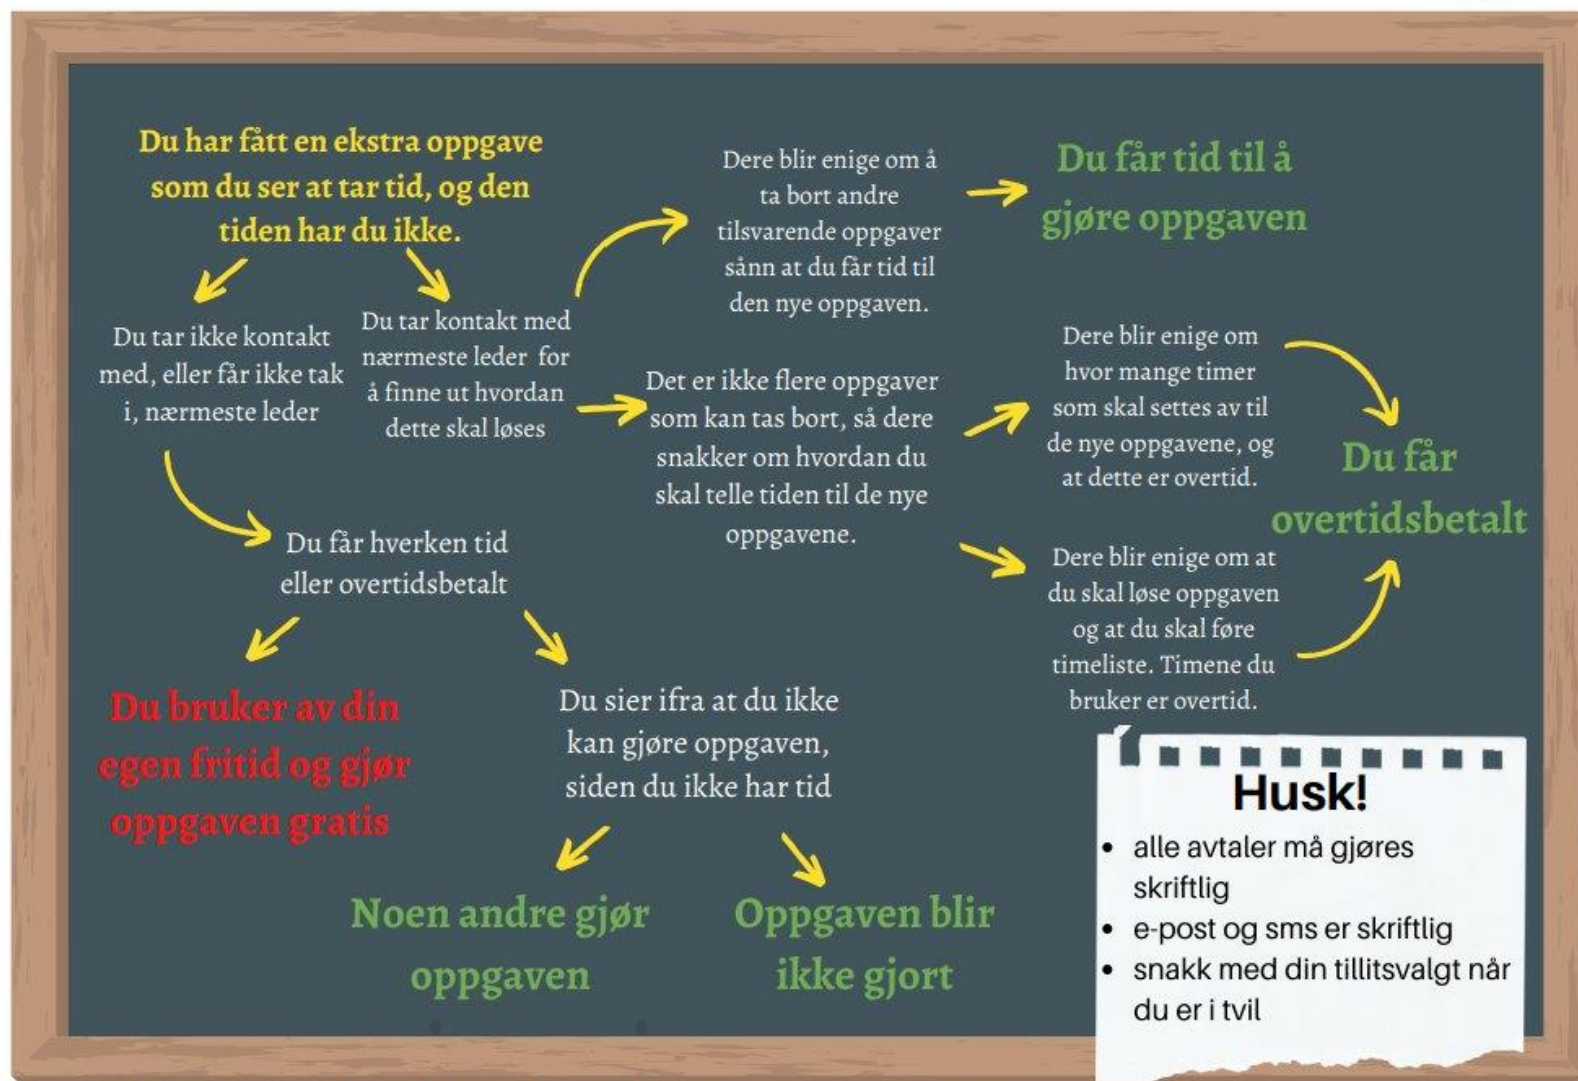 Du har fått en ekstra oppgave
som du ser at tar tid, og den
tiden har du ikke.
Du tar ikke kontakt
med, eller får ikke tak
i, nærmeste leder
Du tar kontakt med
nærmeste leder for
å finne ut hvordan
dette skal løses
Dere blir enige om å
ta bort andre
tilsvarende oppgaver
sånn at du får tid til
den nye oppgaven.
Du får tid til å
gjøre oppgaven
Det er ikke flere oppgaver
som kan tas bort, så dere
snakker om hvordan du
skal telle tiden til de nye
oppgavene.
Dere blir enige om
hvor mange timer
som skal settes av til
de nye oppgavene, og
at dette er overtid.
Du får
overtidsbetalt
Dere blir enige om at
du skal løse oppgaven
og at du skal føre
timeliste. Timene du
bruker er overtid.
Du får hverken tid
eller overtidsbetalt
Du bruker av din
egen fritid og gjør
oppgaven gratis
Du sier ifra at du ikke
kan gjøre oppgaven,
siden du ikke har tid
Noen andre gjør
oppgaven
Oppgaven blir
ikke gjort
Husk!
• alle avtaler må gjøres
skriftlig
• e-post og sms er skriftlig
• snakk med din tillitsvalgt når
du er i tvil